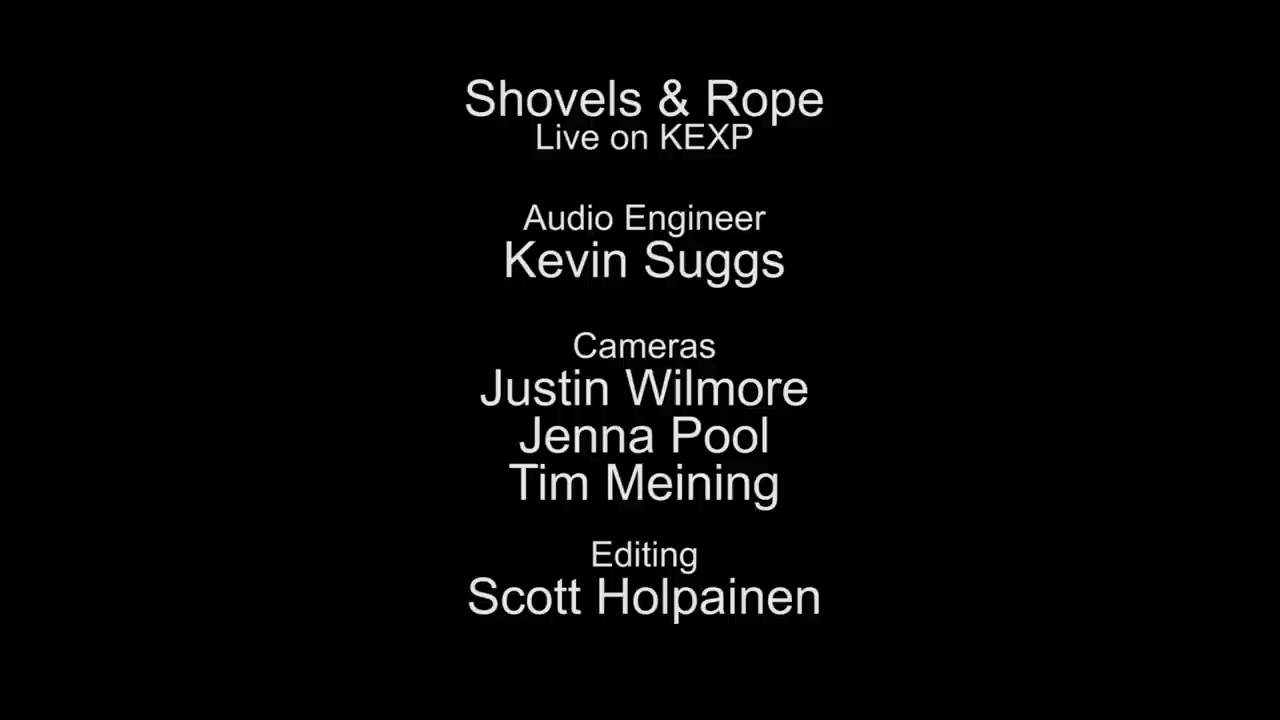 Shovels & Rope
Live on KEXP
Audio Engineer
Kevin Suggs
Cameras
Justin Wilmore
Jenna Pool
Tim Meining
Editing
Scott Holpainen